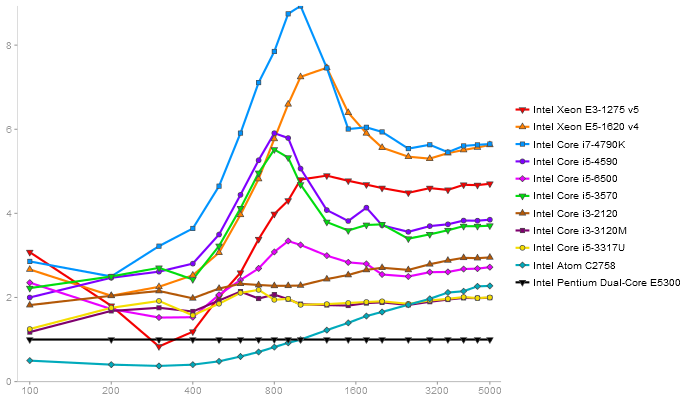 8
6
4
2
0
100
200
400
800
1600
3200
5000
Intel Xeon E3-1275 v5
Intel Xeon E5-1620 v4
Intel Core i7-4790K
Intel Core i5-4590
Intel Core i5-6500
Intel Core i5-3570
Intel Core i3-2120
Intel Core i3-3120M
Intel Core i5-3317U
Intel Atom C2758
Intel Pentium Dual-Core E5300